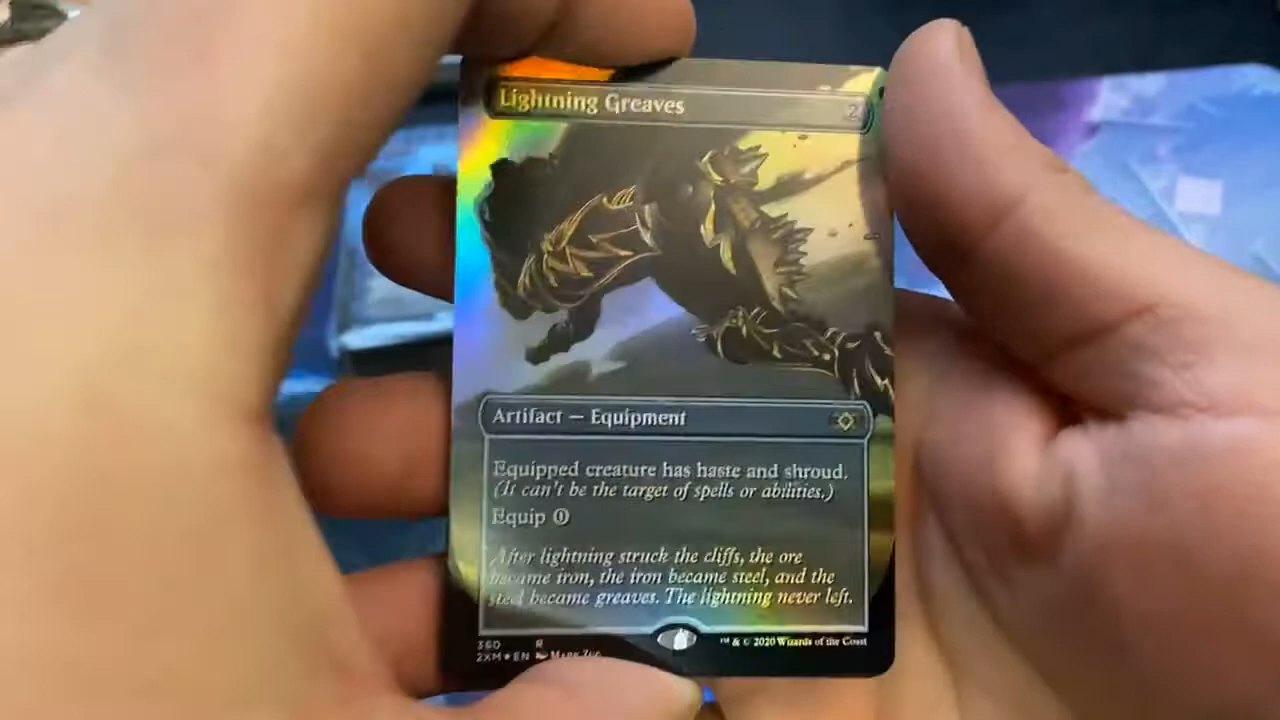 Lightning Greaves 2
Artifact — Equipment
Equipped creature has haste and shroud.
(It can't be the target of spells or abilities.)
Equip 0
After lightning struck the cliffs, the ore
became iron, the iron became steel, and the
steel became greaves. The lightning never left.
360 R
2XM★EN Mark Zug
™ & © 2020 Wizards of the Coast